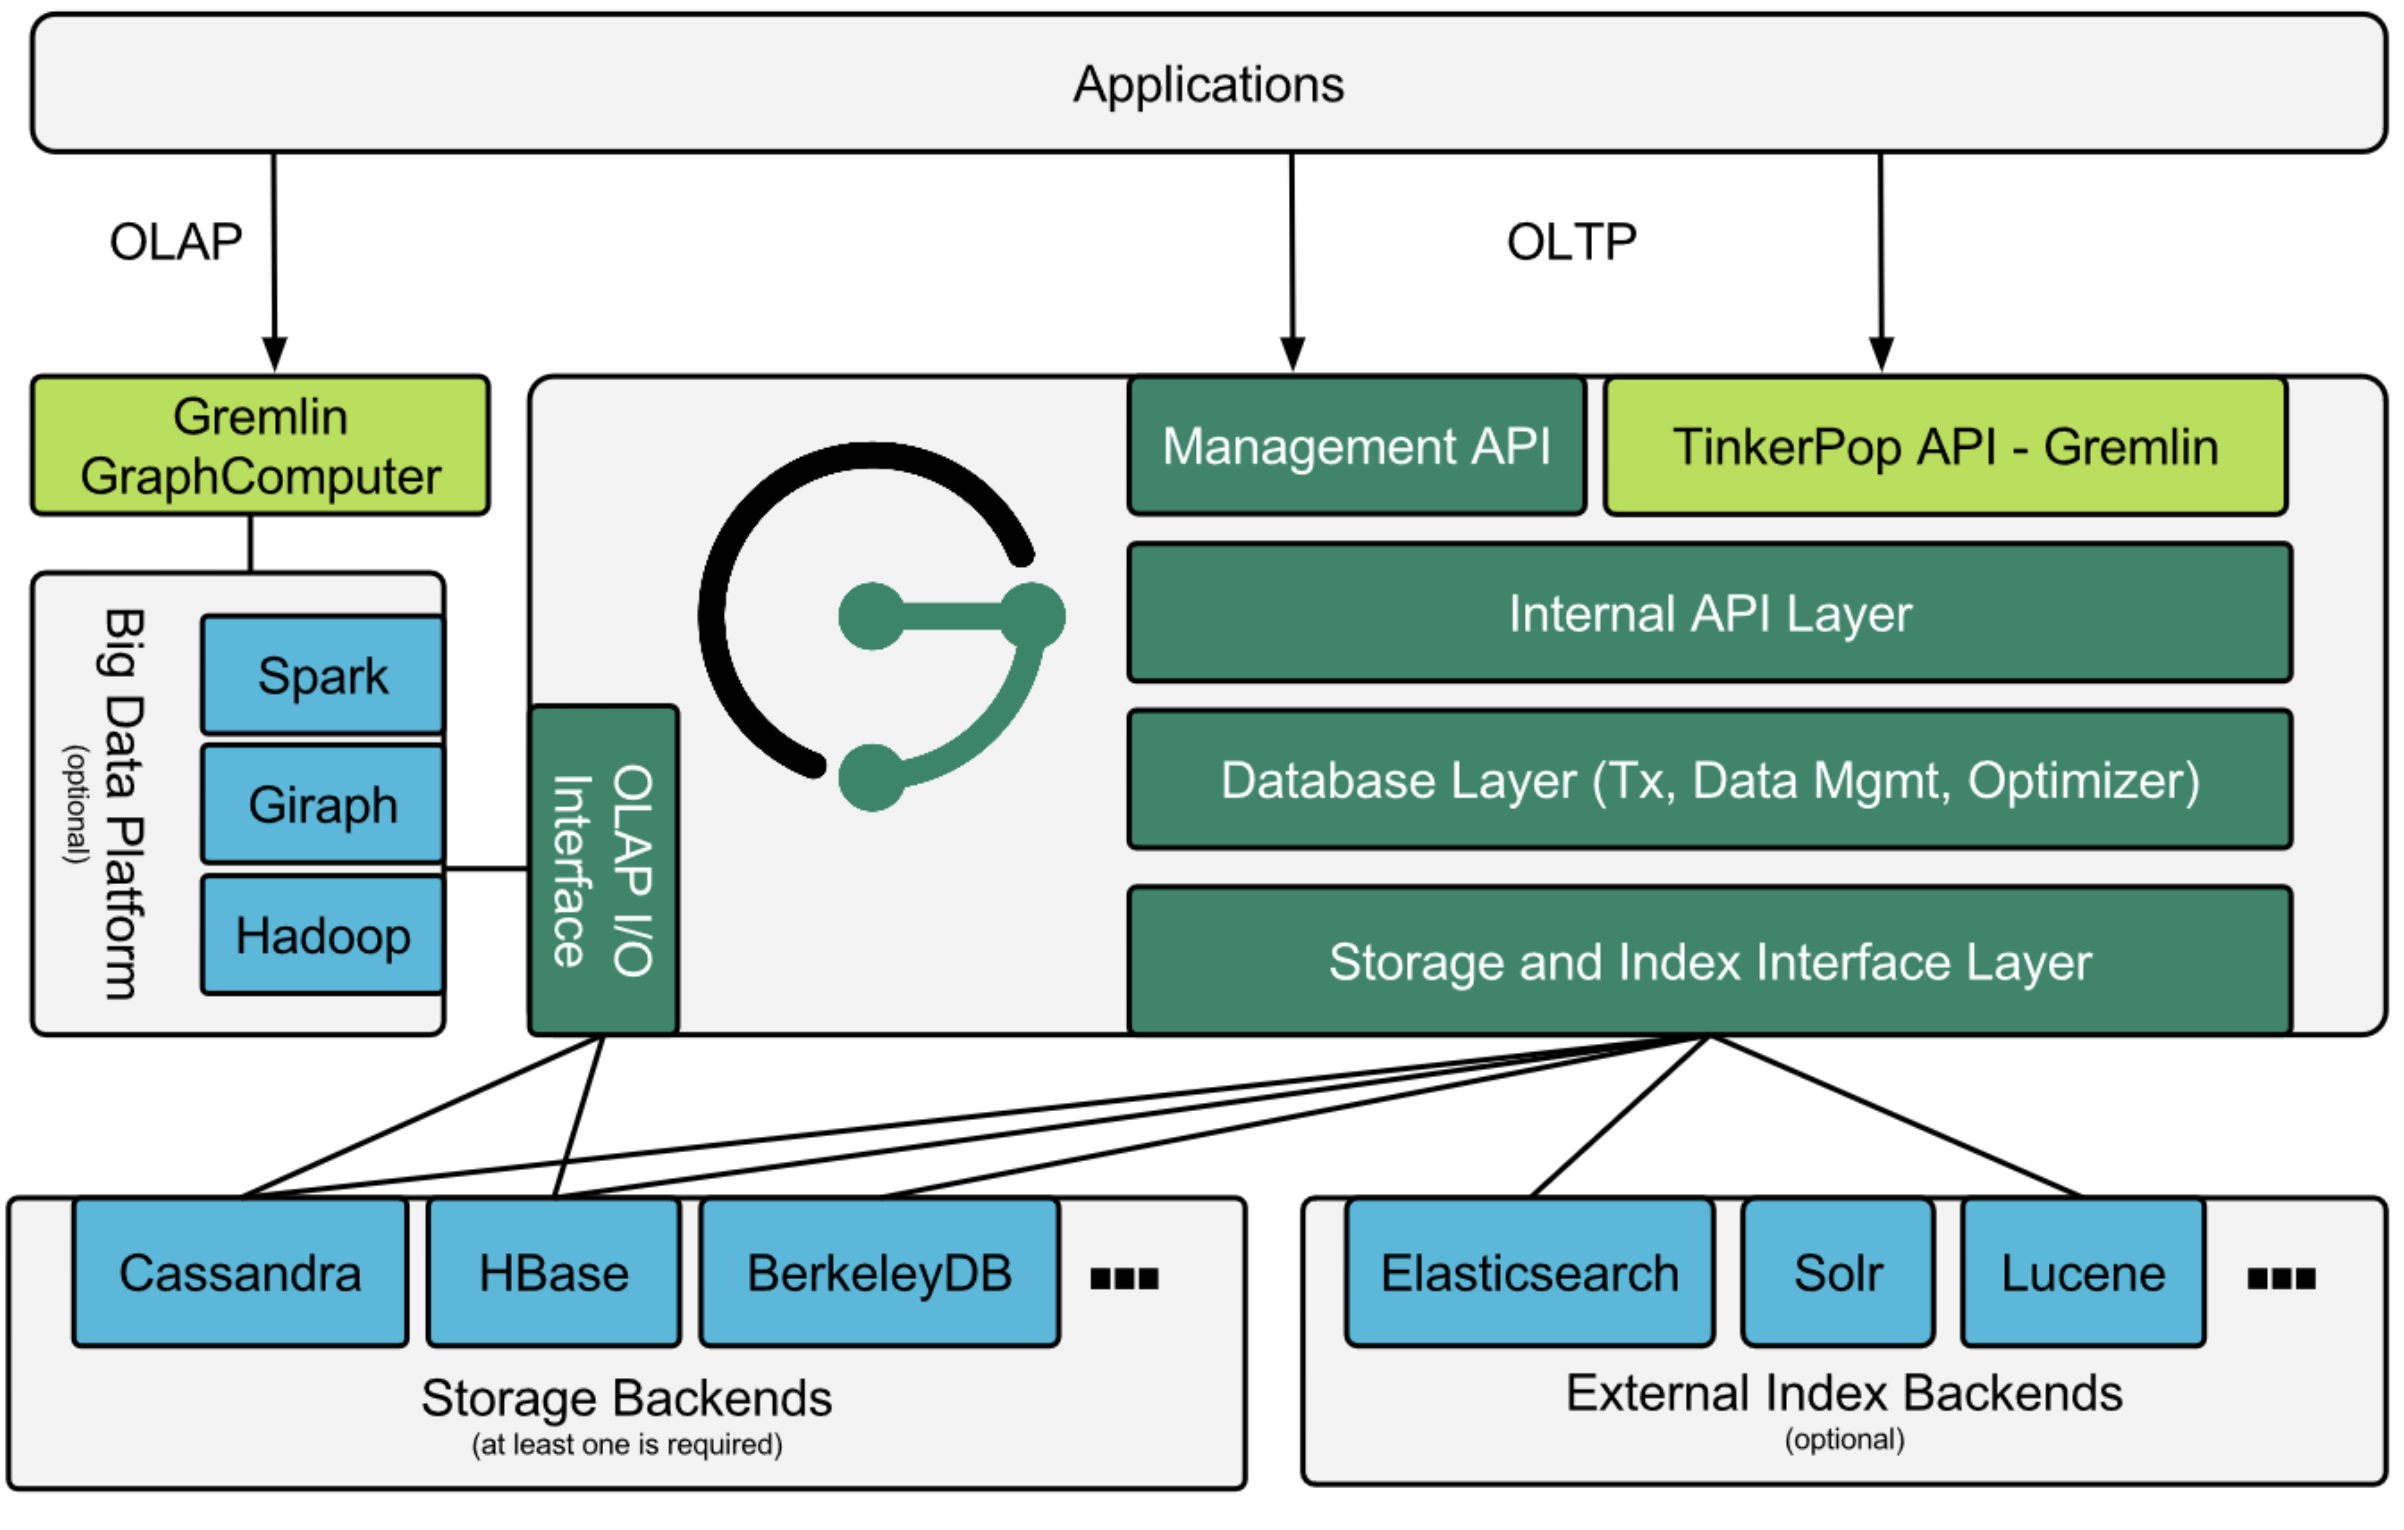 Applications
OLAP
OLTP
Gremlin
GraphComputer
Management API
TinkerPop API - Gremlin
Big Data Platform
(optional)
Spark
Giraph
Hadoop
OLAP I/O
Interface
Internal API Layer
Database Layer (Tx, Data Mgmt, Optimizer)
Storage and Index Interface Layer
Cassandra
HBase
BerkeleyDB
Storage Backends
(at least one is required)
Elasticsearch
Solr
Lucene
External Index Backends
(optional)